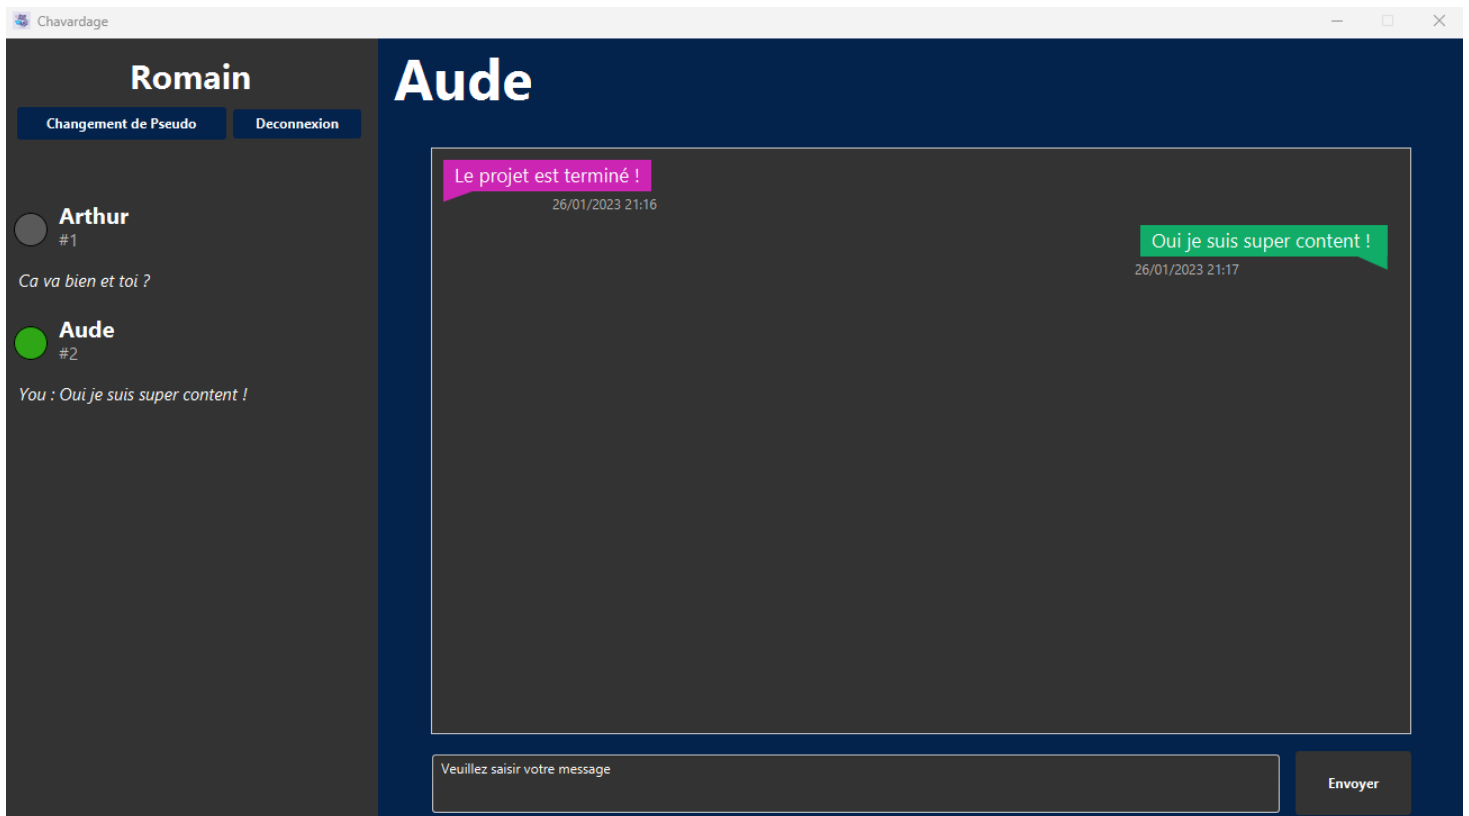 Chavardage
Romain
Changement de Pseudo
Deconnexion
Arthur
#1
Ca va bien et toi ?
Aude
#2
You : Oui je suis super content !
Aude
Le projet est terminé !
26/01/2023 21:16
Oui je suis super content !
26/01/2023 21:17
Veuillez saisir votre message
Envoyer